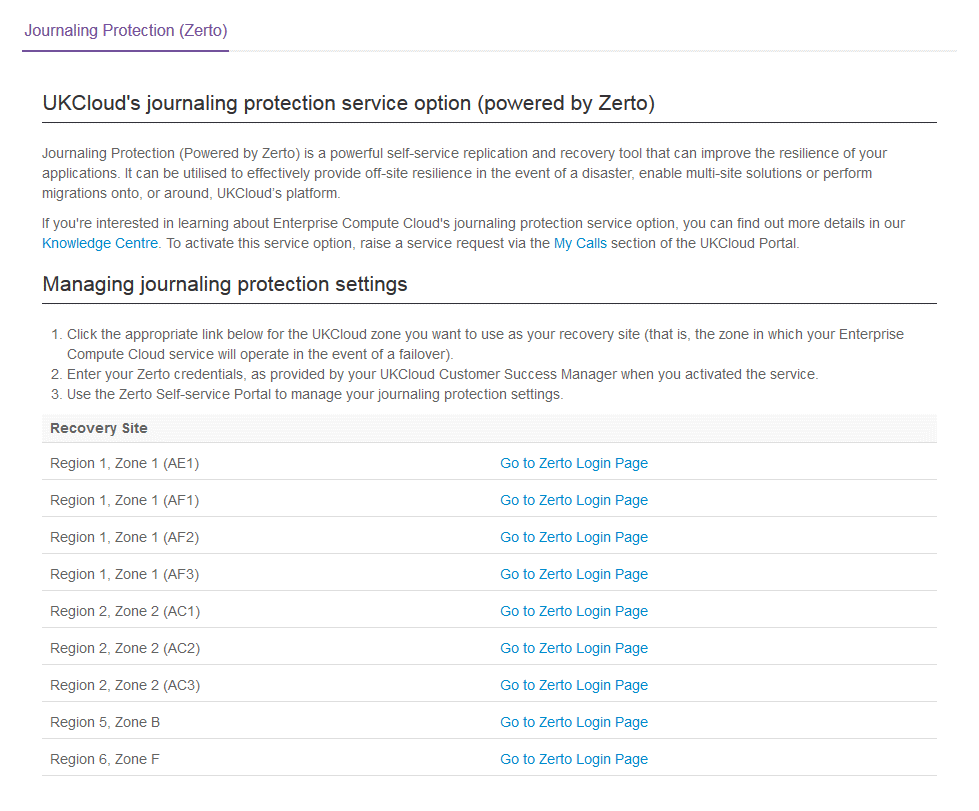 Journaling Protection (Zerto)
UKCloud's journaling protection service option (powered by Zerto)
Journaling Protection (Powered by Zerto) is a powerful self-service replication and recovery tool that can improve the resilience of your
applications. It can be utilised to effectively provide off-site resilience in the event of a disaster, enable multi-site solutions or perform
migrations onto, or around, UKCloud's platform.
If you're interested in learning about Enterprise Compute Cloud's journaling protection service option, you can find out more details in our
Knowledge Centre. To activate this service option, raise a service request via the My Calls section of the UKCloud Portal.
Managing journaling protection settings
1. Click the appropriate link below for the UKCloud zone you want to use as your recovery site (that is, the zone in which your Enterprise
Compute Cloud service will operate in the event of a failover).
2. Enter your Zerto credentials, as provided by your UKCloud Customer Success Manager when you activated the service.
3. Use the Zerto Self-service Portal to manage your journaling protection settings.
Recovery Site
Region 1, Zone 1 (AE1) Go to Zerto Login Page
Region 1, Zone 1 (AF1) Go to Zerto Login Page
Region 1, Zone 1 (AF2) Go to Zerto Login Page
Region 1, Zone 1 (AF3) Go to Zerto Login Page
Region 2, Zone 2 (AC1) Go to Zerto Login Page
Region 2, Zone 2 (AC2) Go to Zerto Login Page
Region 2, Zone 2 (AC3) Go to Zerto Login Page
Region 5, Zone B Go to Zerto Login Page
Region 6, Zone F Go to Zerto Login Page